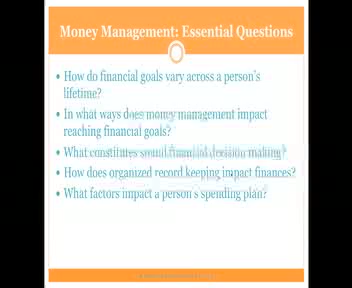 Money Management: Essential Questions
• How do financial goals vary across a person's
lifetime?
• In what ways does money management impact
reaching financial goals?
• What constitutes sound financial decision making?
• How does organized record keeping impact finances?
• What factors impact a person's spending plan?